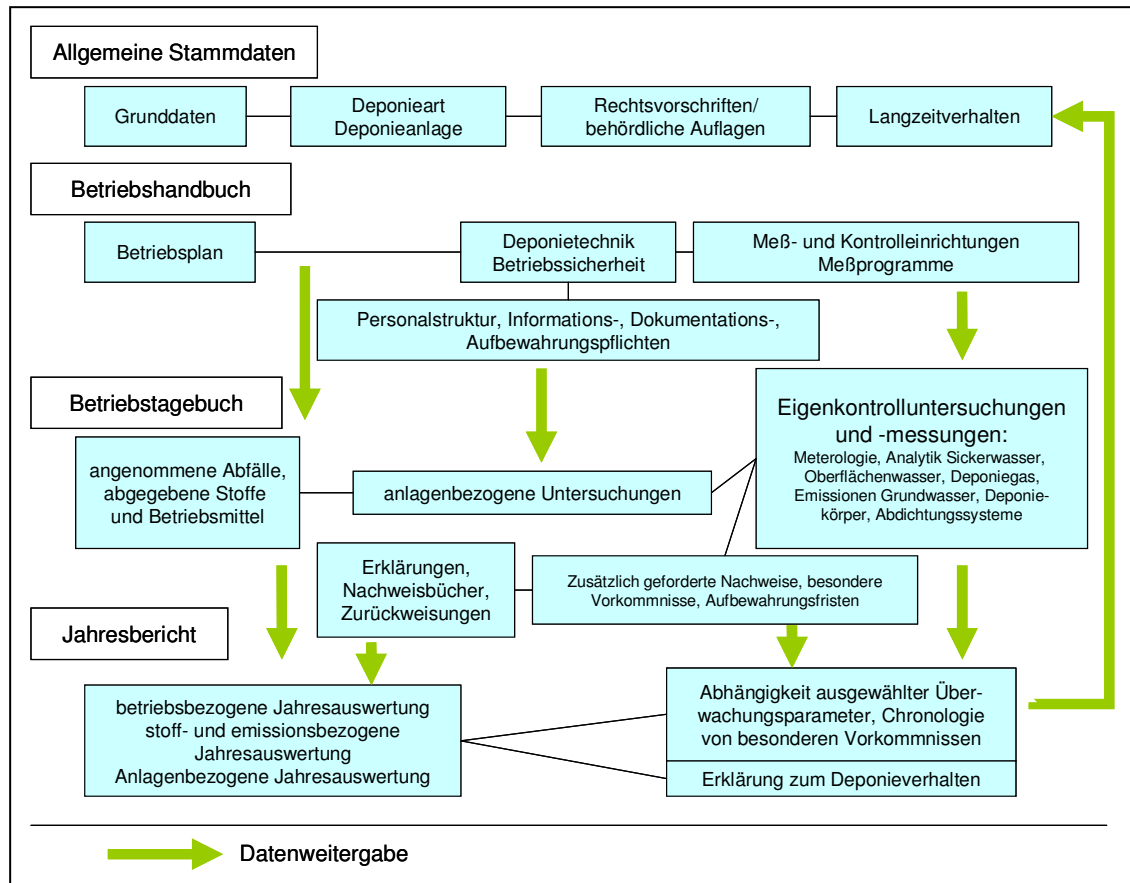 Allgemeine Stammdaten
Grunddaten
Deponieart
Deponieanlage
Rechtsvorschriften/
behördliche Auflagen
Langzeitverhalten
Betriebshandbuch
Betriebsplan
Deponietechnik
Betriebssicherheit
Meß- und Kontrolleinrichtungen
Meßprogramme
Personalstruktur, Informations-, Dokumentations-,
Aufbewahrungspflichten
Betriebstagebuch
angenommene Abfälle,
abgegebene Stoffe
und Betriebsmittel
anlagenbezogene Untersuchungen
Eigenkontrolluntersuchungen
und -messungen:
Meterologie, Analytik Sickerwasser,
Oberflächenwasser, Deponiegas,
Emissionen Grundwasser, Deponie-
körper, Abdichtungssysteme
Erklärungen,
Nachweisbücher,
Zurückweisungen
Zusätzlich geforderte Nachweise, besondere
Vorkommnisse, Aufbewahrungsfristen
Jahresbericht
betriebsbezogene Jahresauswertung
stoff- und emissionsbezogene
Jahresauswertung
Anlagenbezogene Jahresauswertung
Abhängigkeit ausgewählter Über-
wachungsparameter, Chronologie
von besonderen Vorkommnissen
Erklärung zum Deponieverhalten
Datenweitergabe